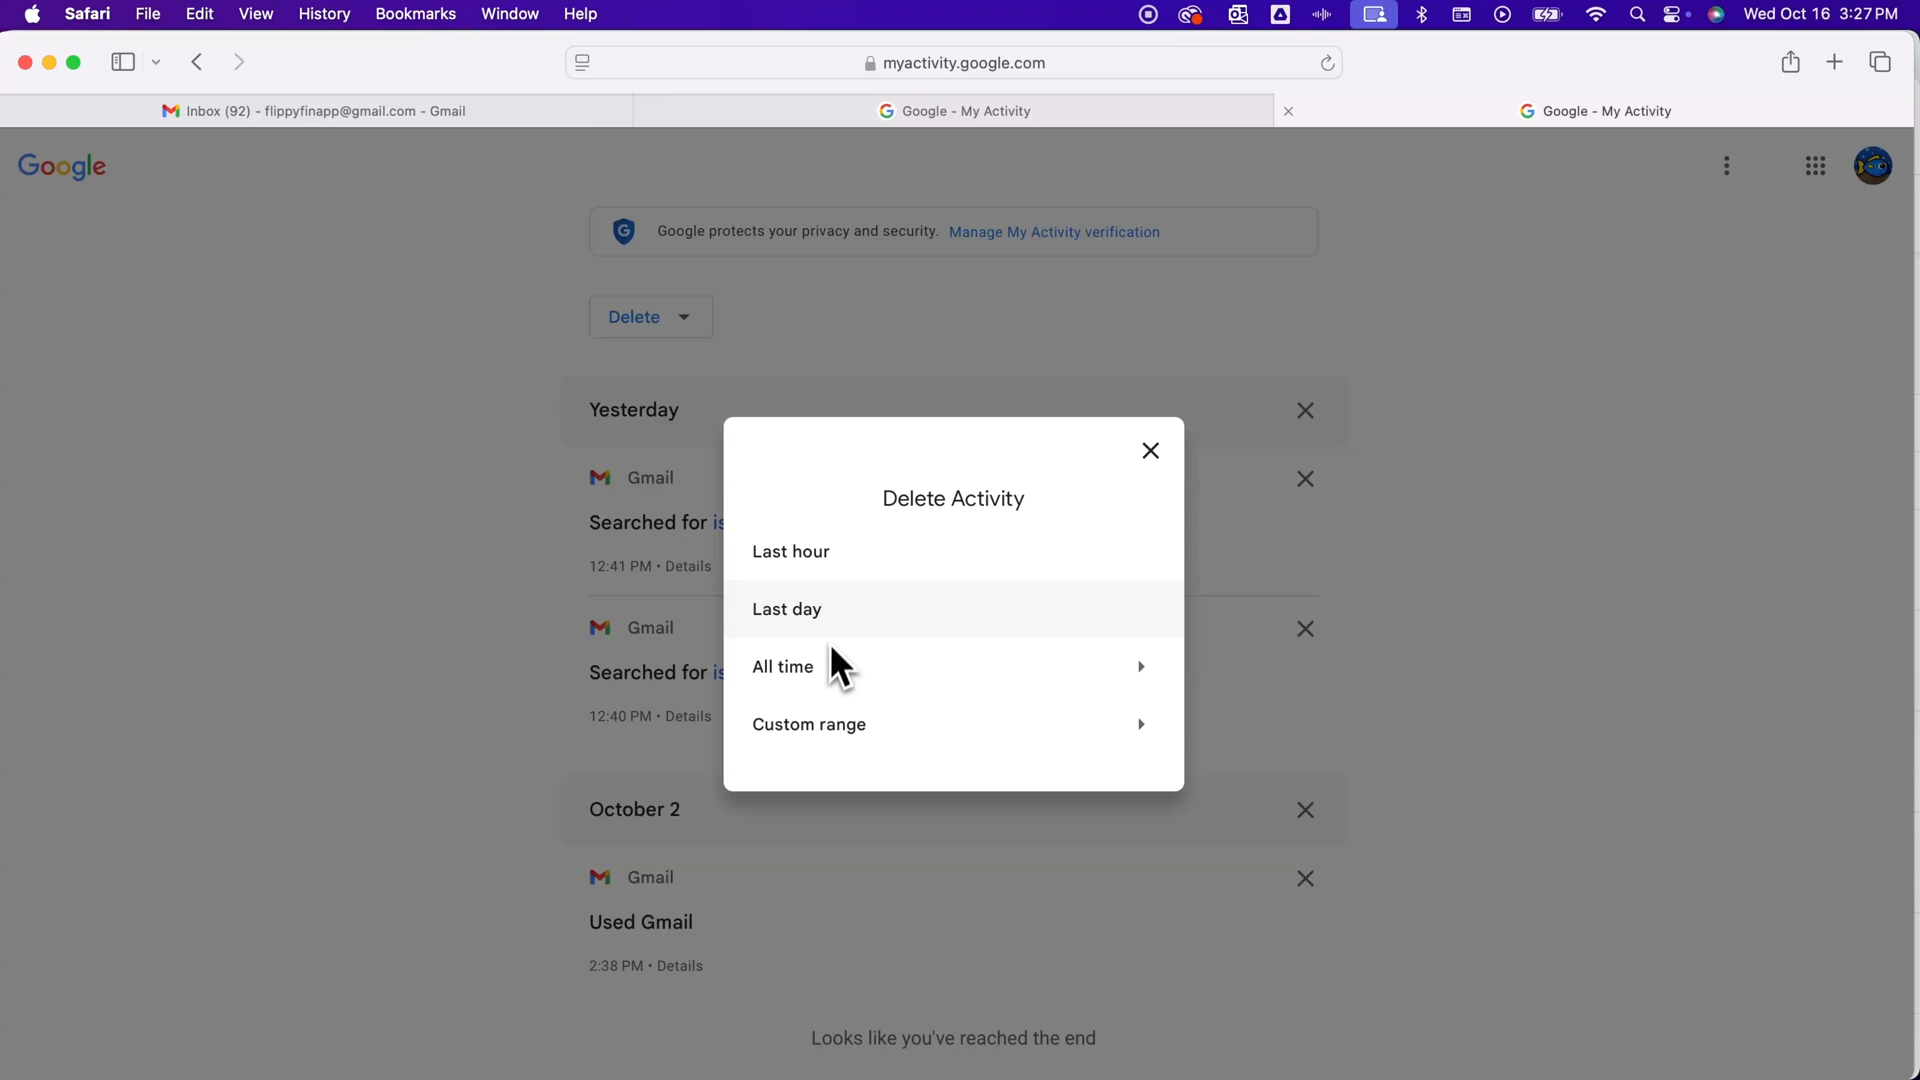 Safari File Edit View History Bookmarks Window Help Wed Oct 16 3:27 PM
myactivity.google.com
Inbox (92) - flippyfinapp@gmail.com - Gmail
Google - My Activity
Google - My Activity
Google
Google protects your privacy and security. Manage My Activity verification
Delete
Yesterday
Gmail
Searched for is
12:41 PM • Details
Gmail
Searched for is
12:40 PM • Details
Delete Activity
Last hour
Last day
All time
Custom range
October 2
Gmail
Used Gmail
2:38 PM • Details
Looks like you've reached the end